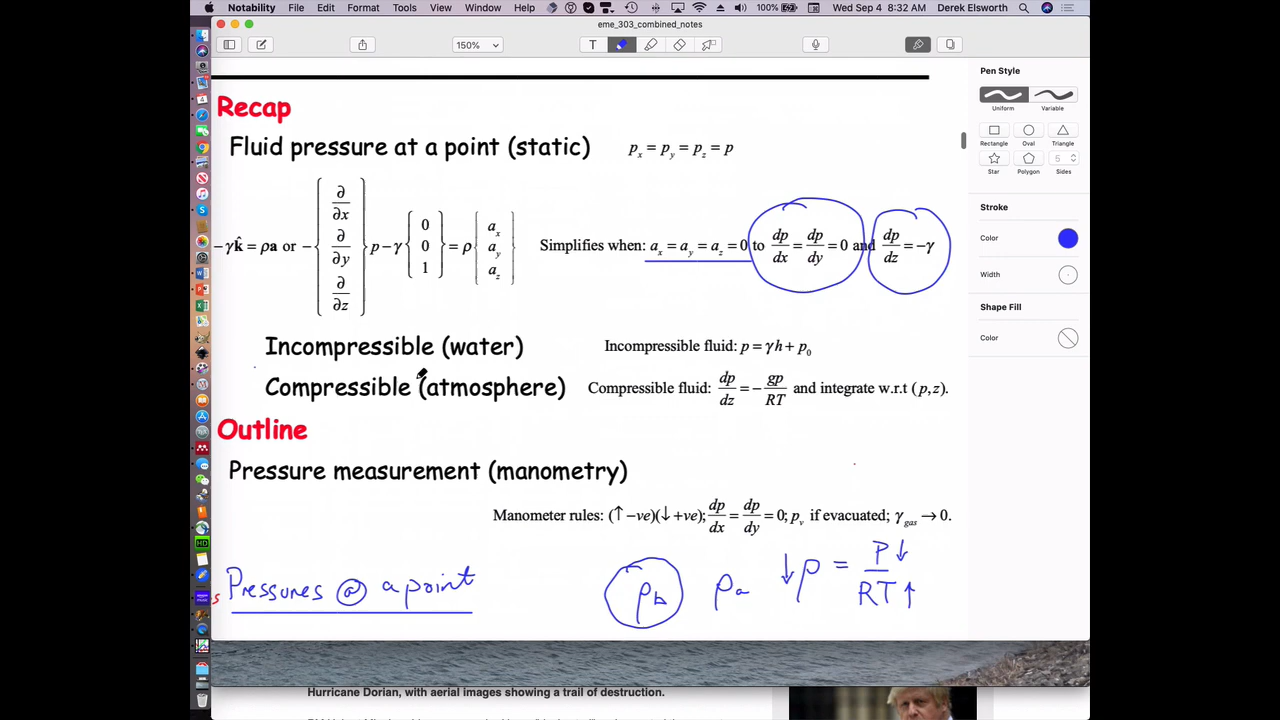 Notability File Edit Format Tools View Window Help 100% Wed Sep 4 8:32 AM Derek Elsworth
eme_303_combined_notes
150% T
Pen Style
Uniform Variable
Rectangle Oval Triangle
Star Polygon 5 Sides
Stroke
Color
Width
Shape Fill
Color
Recap
Fluid pressure at a point (static) pₓ = p_y = p_z = p
−γk̂ = ρa or −{∂/∂x ∂/∂y ∂/∂z} p − γ {0 0 1} = ρ {aₓ a_y a_z} Simplifies when: aₓ = a_y = a_z = 0 to dp/dx = dp/dy = 0 and dp/dz = −γ
Incompressible (water) Incompressible fluid: p = γh + p₀
Compressible (atmosphere) Compressible fluid: dp/dz = − gp/RT and integrate w.r.t (p, z).
Outline
Pressure measurement (manometry)
Manometer rules: (↑ −ve)(↓ +ve); dp/dx = dp/dy = 0; p_v if evacuated; γ_gas → 0.
s Pressures @ a point ρ_b ρ_a ↓ρ = P↓/RT↑
Hurricane Dorian, with aerial images showing a trail of destruction.